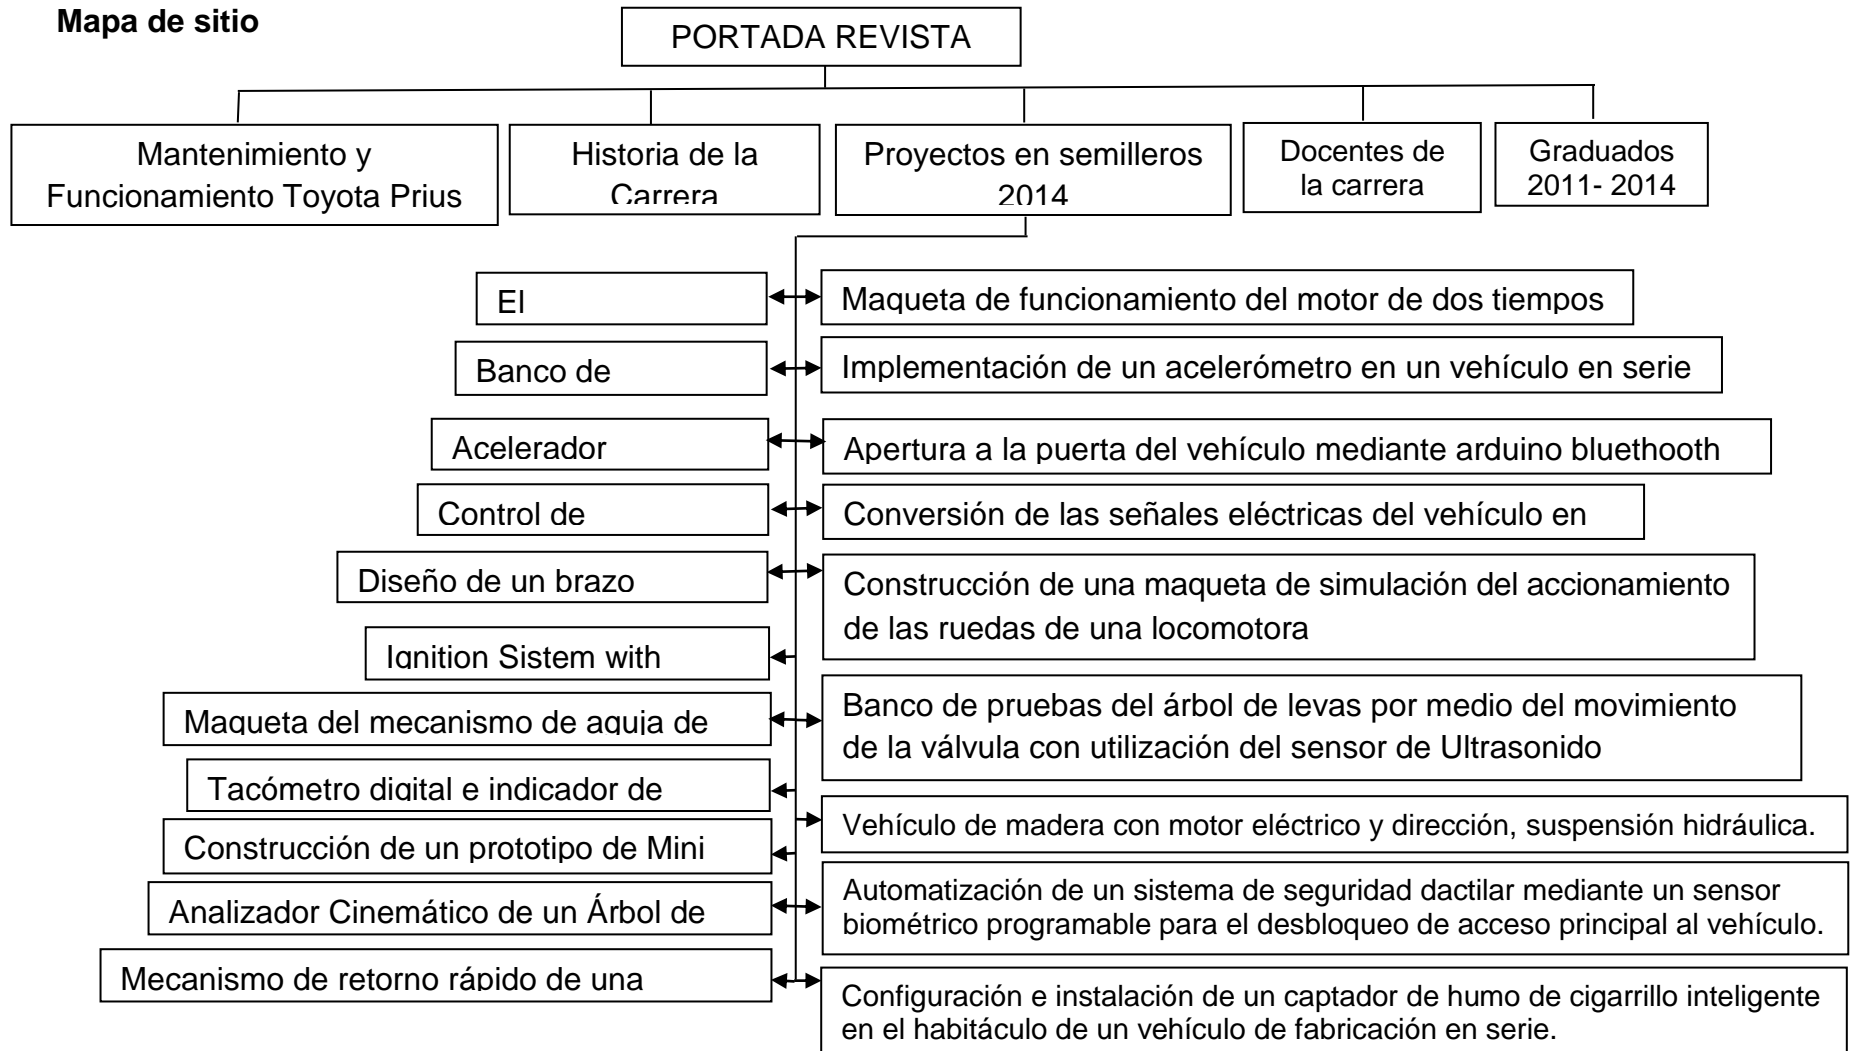 Mapa de sitio
PORTADA REVISTA
Mantenimiento y
Funcionamiento Toyota Prius
Historia de la
Carrera
Proyectos en semilleros
2014
Docentes de
la carrera
Graduados
2011- 2014
El
Maqueta de funcionamiento del motor de dos tiempos
Banco de
Implementación de un acelerómetro en un vehículo en serie
Acelerador
Apertura a la puerta del vehículo mediante arduino bluethooth
Control de
Conversión de las señales eléctricas del vehículo en
Diseño de un brazo
Construcción de una maqueta de simulación del accionamiento
de las ruedas de una locomotora
Ignition Sistem with
Maqueta del mecanismo de aguja de
Banco de pruebas del árbol de levas por medio del movimiento
de la válvula con utilización del sensor de Ultrasonido
Tacómetro digital e indicador de
Vehículo de madera con motor eléctrico y dirección, suspensión hidráulica.
Construcción de un prototipo de Mini
Analizador Cinemático de un Árbol de
Automatización de un sistema de seguridad dactilar mediante un sensor
biométrico programable para el desbloqueo de acceso principal al vehículo.
Mecanismo de retorno rápido de una
Configuración e instalación de un captador de humo de cigarrillo inteligente
en el habitáculo de un vehículo de fabricación en serie.